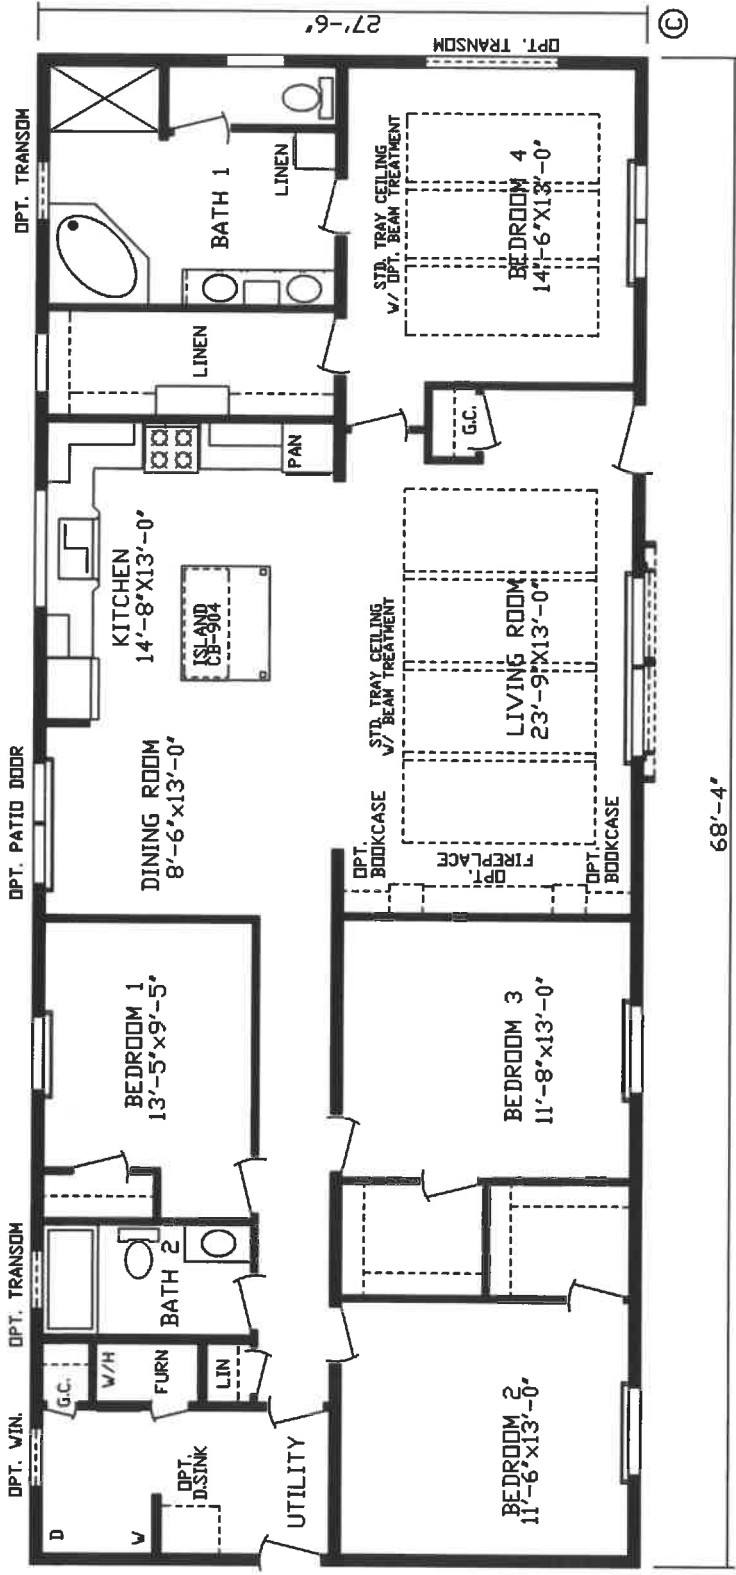 OPT. WIN.
OPT. TRANSOM
OPT. PATIO DOOR
OPT. TRANSOM
D
W
G.C.
W/H
FURN
LIN
OPT.
D.SINK
UTILITY
BATH 2
BEDROOM 1
13'-5"x9'-5"
DINING ROOM
8'-6"x13'-0"
KITCHEN
14'-8"X13'-0"
ISLAND
CB-904
PAN
LINEN
BATH 1
LINEN
27'-6"
BEDROOM 2
11'-6"x13'-0"
BEDROOM 3
11'-8"x13'-0"
OPT.
BOOKCASE
OPT.
FIREPLACE
OPT.
BOOKCASE
STD. TRAY CEILING
W/ BEAM TREATMENT
LIVING ROOM
23'-9"X13'-0"
G.C.
STD. TRAY CEILING
W/ OPT. BEAM TREATMENT
BEDROOM 4
14'-6"X13'-0"
OPT. TRANSOM
68'-4"
©